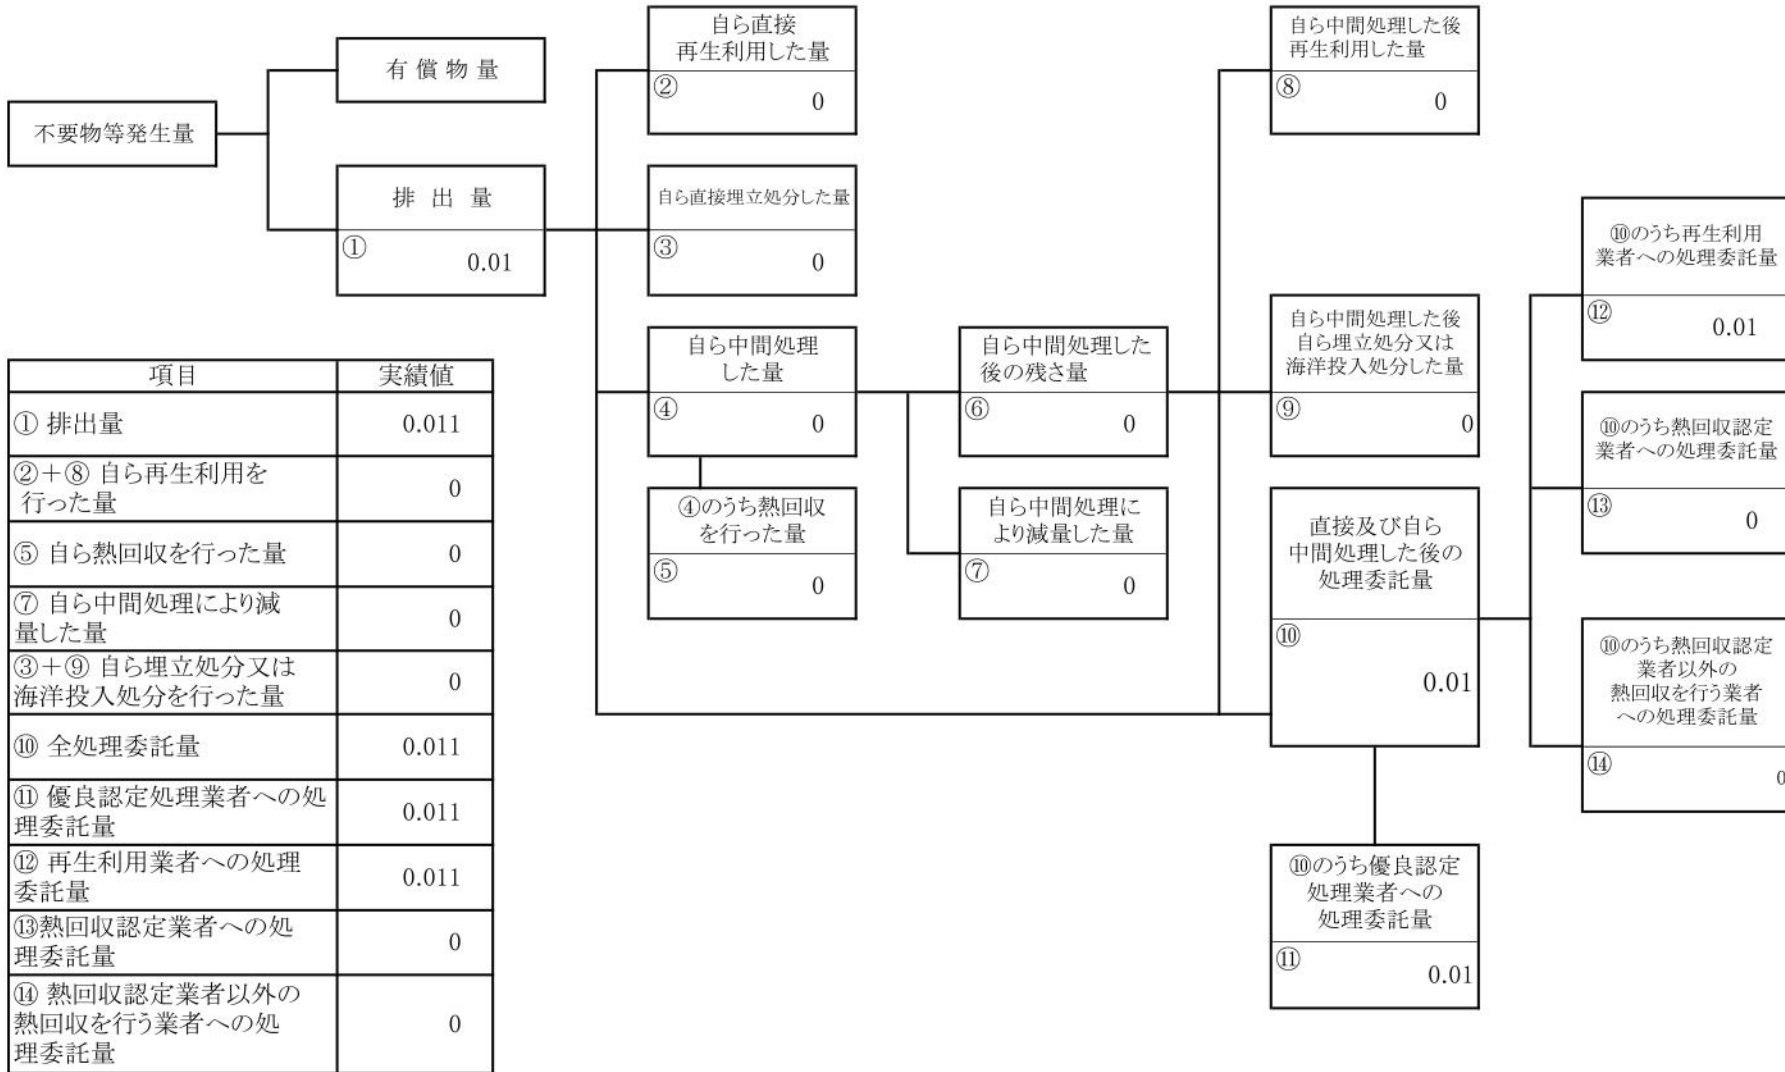 不要物等発生量
有償物量
排出量
①
0.01
自ら直接
再生利用した量
②
0
自ら直接埋立処分した量
③
0
自ら中間処理
した量
④
0
④のうち熱回収
を行った量
⑤
0
自ら中間処理した
後の残さ量
⑥
0
自ら中間処理に
より減量した量
⑦
0
自ら中間処理した後
再生利用した量
⑧
0
自ら中間処理した後
自ら埋立処分又は
海洋投入処分した量
⑨
0
直接及び自ら
中間処理した後の
処理委託量
⑩
0.01
⑩のうち優良認定
処理業者への
処理委託量
⑪
0.01
⑩のうち再生利用
業者への処理委託量
⑫
0.01
⑩のうち熱回収認定
業者への処理委託量
⑬
0
⑩のうち熱回収認定
業者以外の
熱回収を行う業者
への処理委託量
⑭
0
項目 実績値
① 排出量 0.011
②+⑧ 自ら再生利用を
行った量 0
⑤ 自ら熱回収を行った量 0
⑦ 自ら中間処理により減
量した量 0
③+⑨ 自ら埋立処分又は
海洋投入処分を行った量 0
⑩ 全処理委託量 0.011
⑪ 優良認定処理業者への処
理委託量 0.011
⑫ 再生利用業者への処理
委託量 0.011
⑬熱回収認定業者への処
理委託量 0
⑭ 熱回収認定業者以外の
熱回収を行う業者への処
理委託量 0